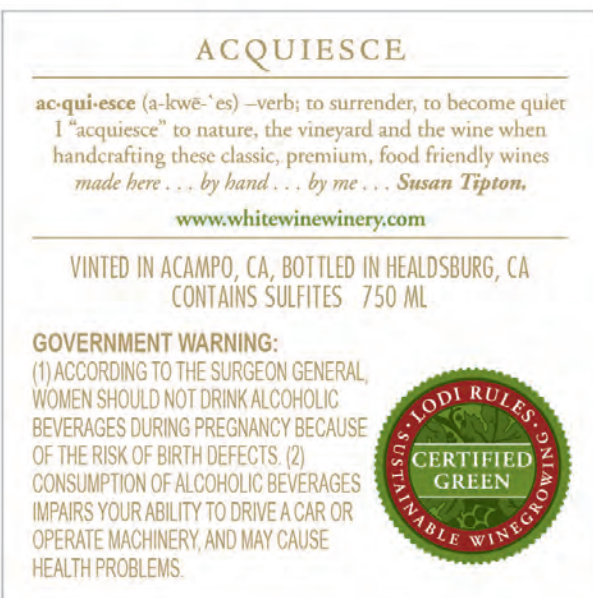 ACQUIESCE
ac·qui·esce (a-kwē-`es) –verb; to surrender, to become quiet
I "acquiesce" to nature, the vineyard and the wine when
handcrafting these classic, premium, food friendly wines
made here . . . by hand . . . by me . . . Susan Tipton.
www.whitewinewinery.com
VINTED IN ACAMPO, CA, BOTTLED IN HEALDSBURG, CA
CONTAINS SULFITES 750 ML
GOVERNMENT WARNING:
(1) ACCORDING TO THE SURGEON GENERAL,
WOMEN SHOULD NOT DRINK ALCOHOLIC
BEVERAGES DURING PREGNANCY BECAUSE
OF THE RISK OF BIRTH DEFECTS. (2)
CONSUMPTION OF ALCOHOLIC BEVERAGES
IMPAIRS YOUR ABILITY TO DRIVE A CAR OR
OPERATE MACHINERY, AND MAY CAUSE
HEALTH PROBLEMS.
· LODI RULES ·
CERTIFIED
GREEN
SUSTAINABLE WINEGROWING